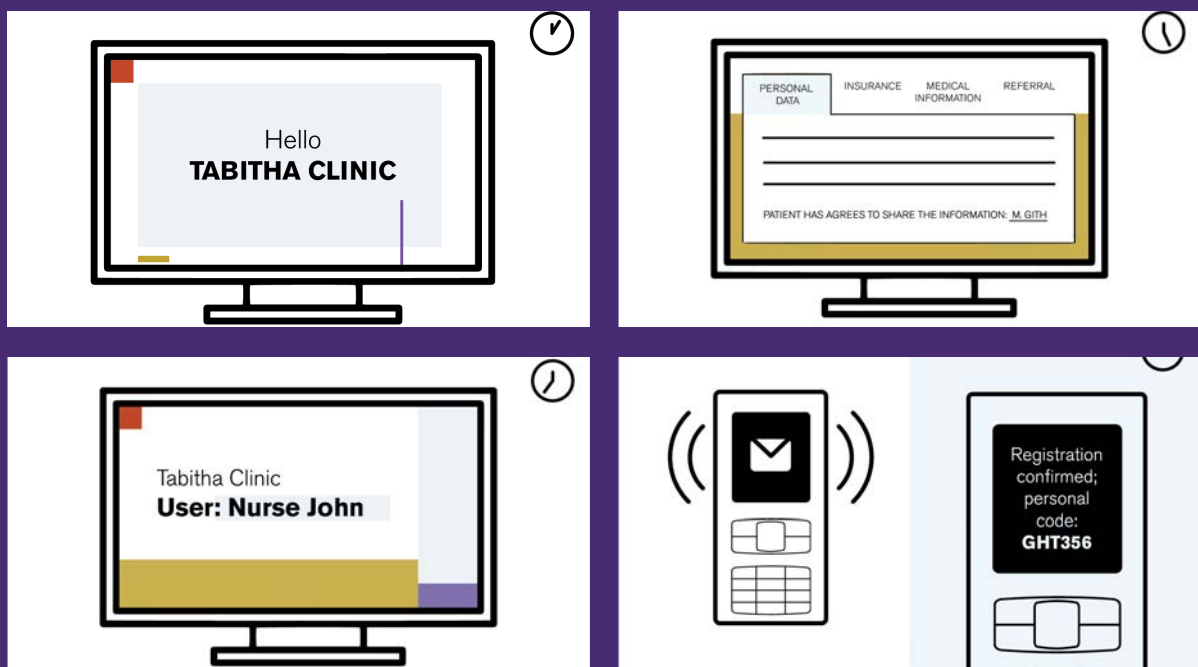 Hello
TABITHA CLINIC
PERSONAL
DATA
INSURANCE
MEDICAL
INFORMATION
REFERRAL
PATIENT HAS AGREES TO SHARE THE INFORMATION: M. GITH
Tabitha Clinic
User: Nurse John
Registration
confirmed;
personal
code:
GHT356